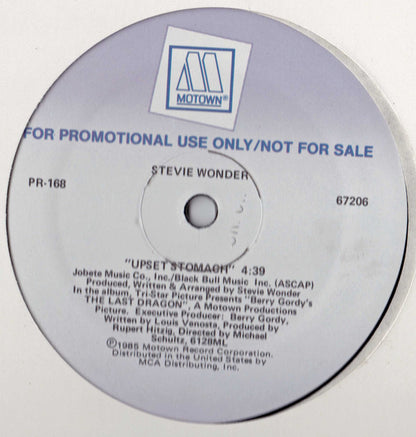 MOTOWN®
FOR PROMOTIONAL USE ONLY/NOT FOR SALE
STEVIE WONDER
PR-168
67206
"UPSET STOMACH" 4:39
Jobete Music Co., Inc./Black Bull Music Inc. (ASCAP)
Produced, Written & Arranged by Stevie Wonder
In the album, Tri-Star Picture Presents "Berry Gordy's
THE LAST DRAGON", A Motown Productions
Picture. Executive Producer: Berry Gordy.
Written by Louis Venosta, Produced by
Rupert Hitzig, Directed by Michael
Schultz, 6128ML
℗©1985 Motown Record Corporation.
Distributed in the United States by
MCA Distributing, Inc.